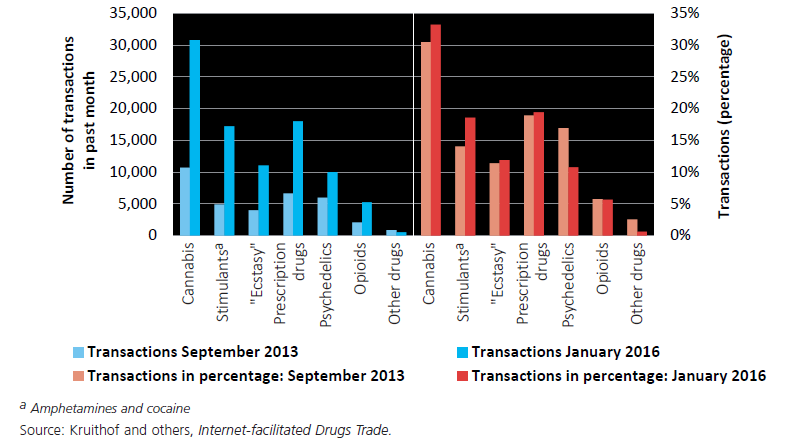 Number of transactions
in past month
35,000
30,000
25,000
20,000
15,000
10,000
5,000
0
35%
30%
25%
20%
15%
10%
5%
0%
Transactions (percentage)
Cannabis
Stimulantsª
"Ecstasy"
Prescription
drugs
Psychedelics
Opioids
Other drugs
Cannabis
Stimulantsª
"Ecstasy"
Prescription
drugs
Psychedelics
Opioids
Other drugs
Transactions September 2013
Transactions January 2016
Transactions in percentage: September 2013
Transactions in percentage: January 2016
ª Amphetamines and cocaine
Source: Kruithof and others, Internet-facilitated Drugs Trade.